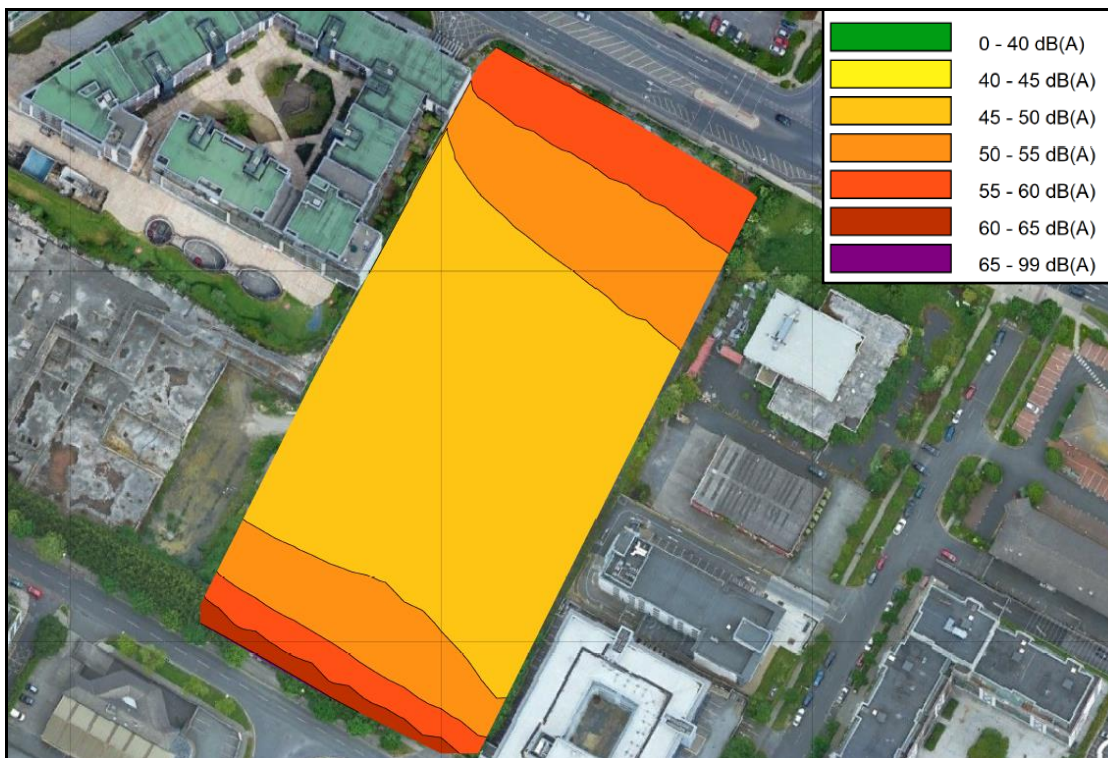 0 - 40 dB(A)
40 - 45 dB(A)
45 - 50 dB(A)
50 - 55 dB(A)
55 - 60 dB(A)
60 - 65 dB(A)
65 - 99 dB(A)